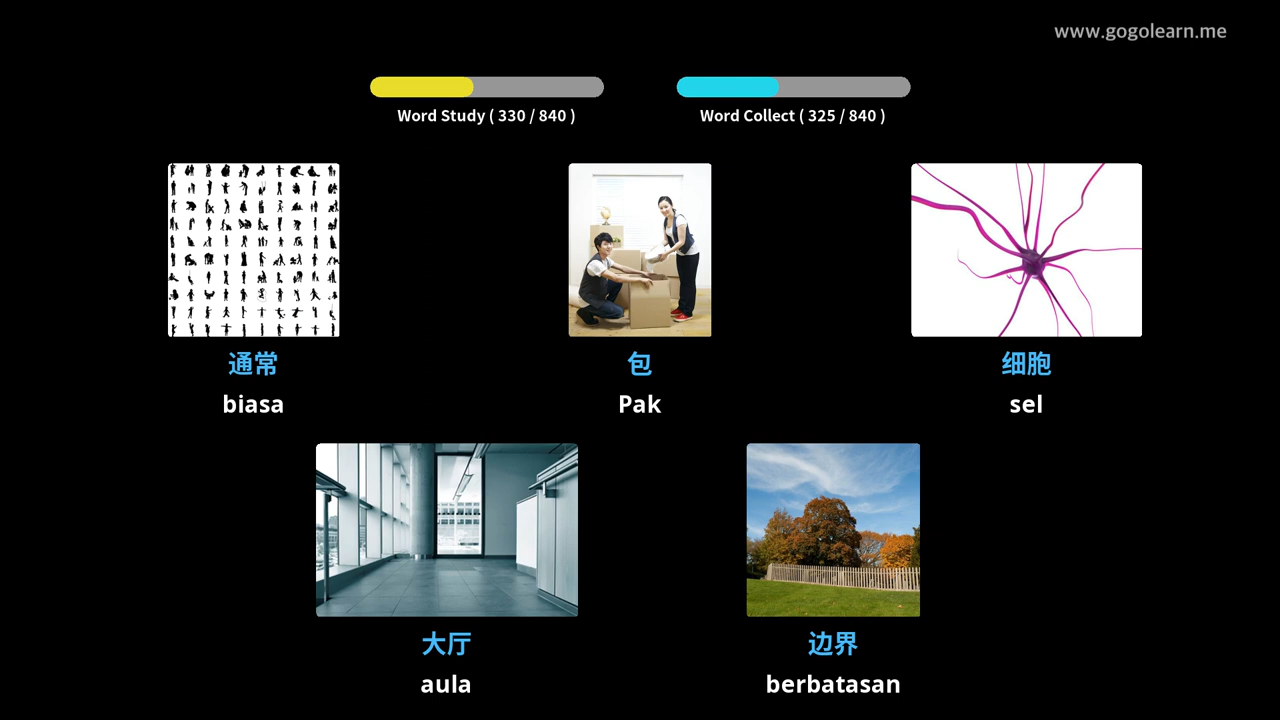 www.gogolearn.me
Word Study ( 330 / 840 )
Word Collect ( 325 / 840 )
通常
biasa
包
Pak
细胞
sel
大厅
aula
边界
berbatasan